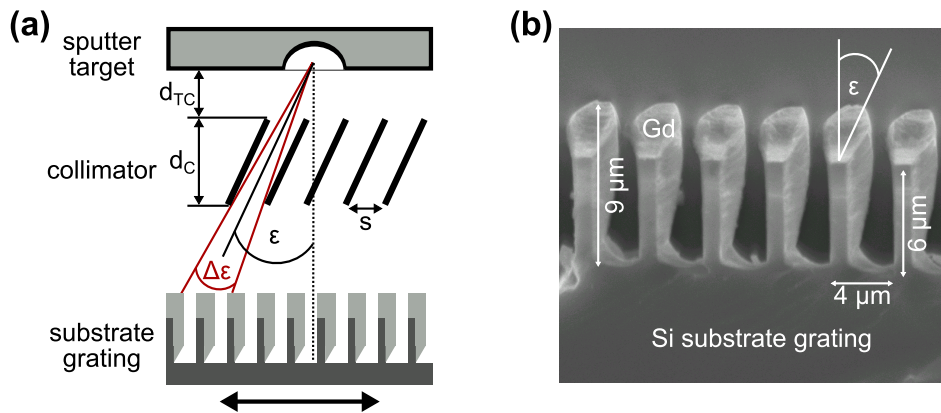 (a)
sputter
target
d_TC
d_C
collimator
s
ε
Δε
substrate
grating
(b)
ε
Gd
9 μm
6 μm
4 μm
Si substrate grating